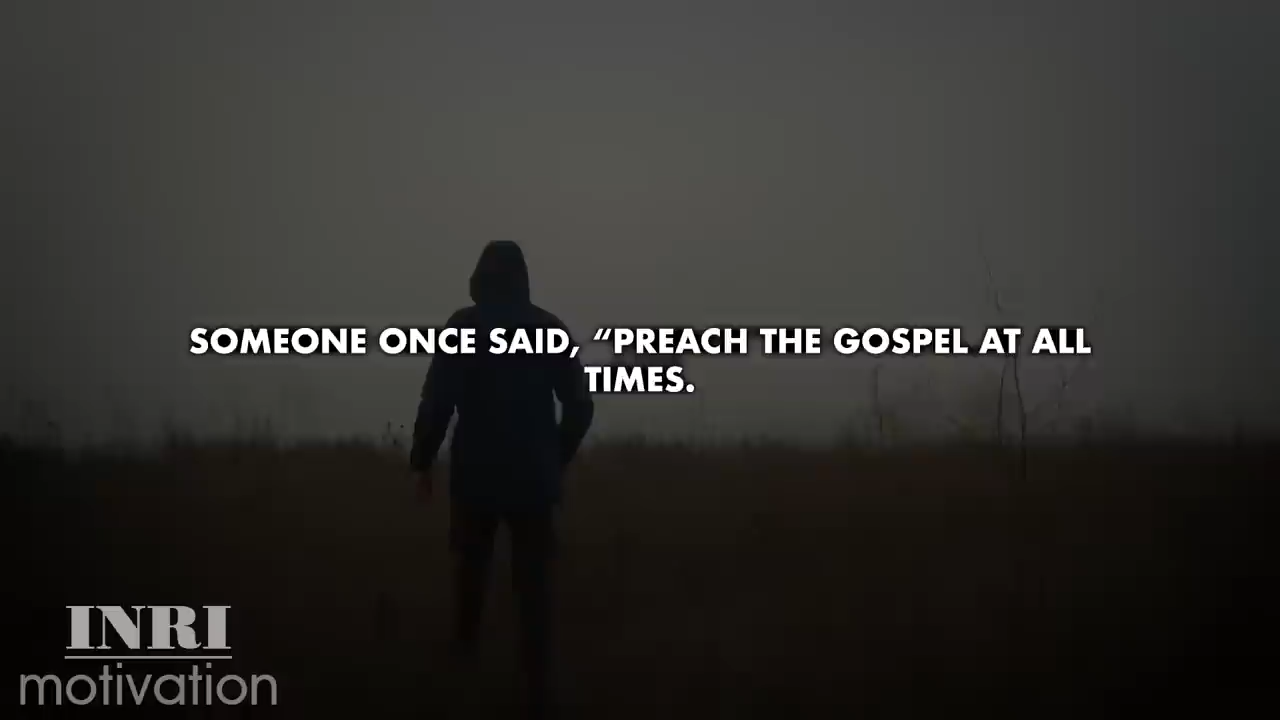 SOMEONE ONCE SAID, “PREACH THE GOSPEL AT ALL
TIMES.
INRI
motivation